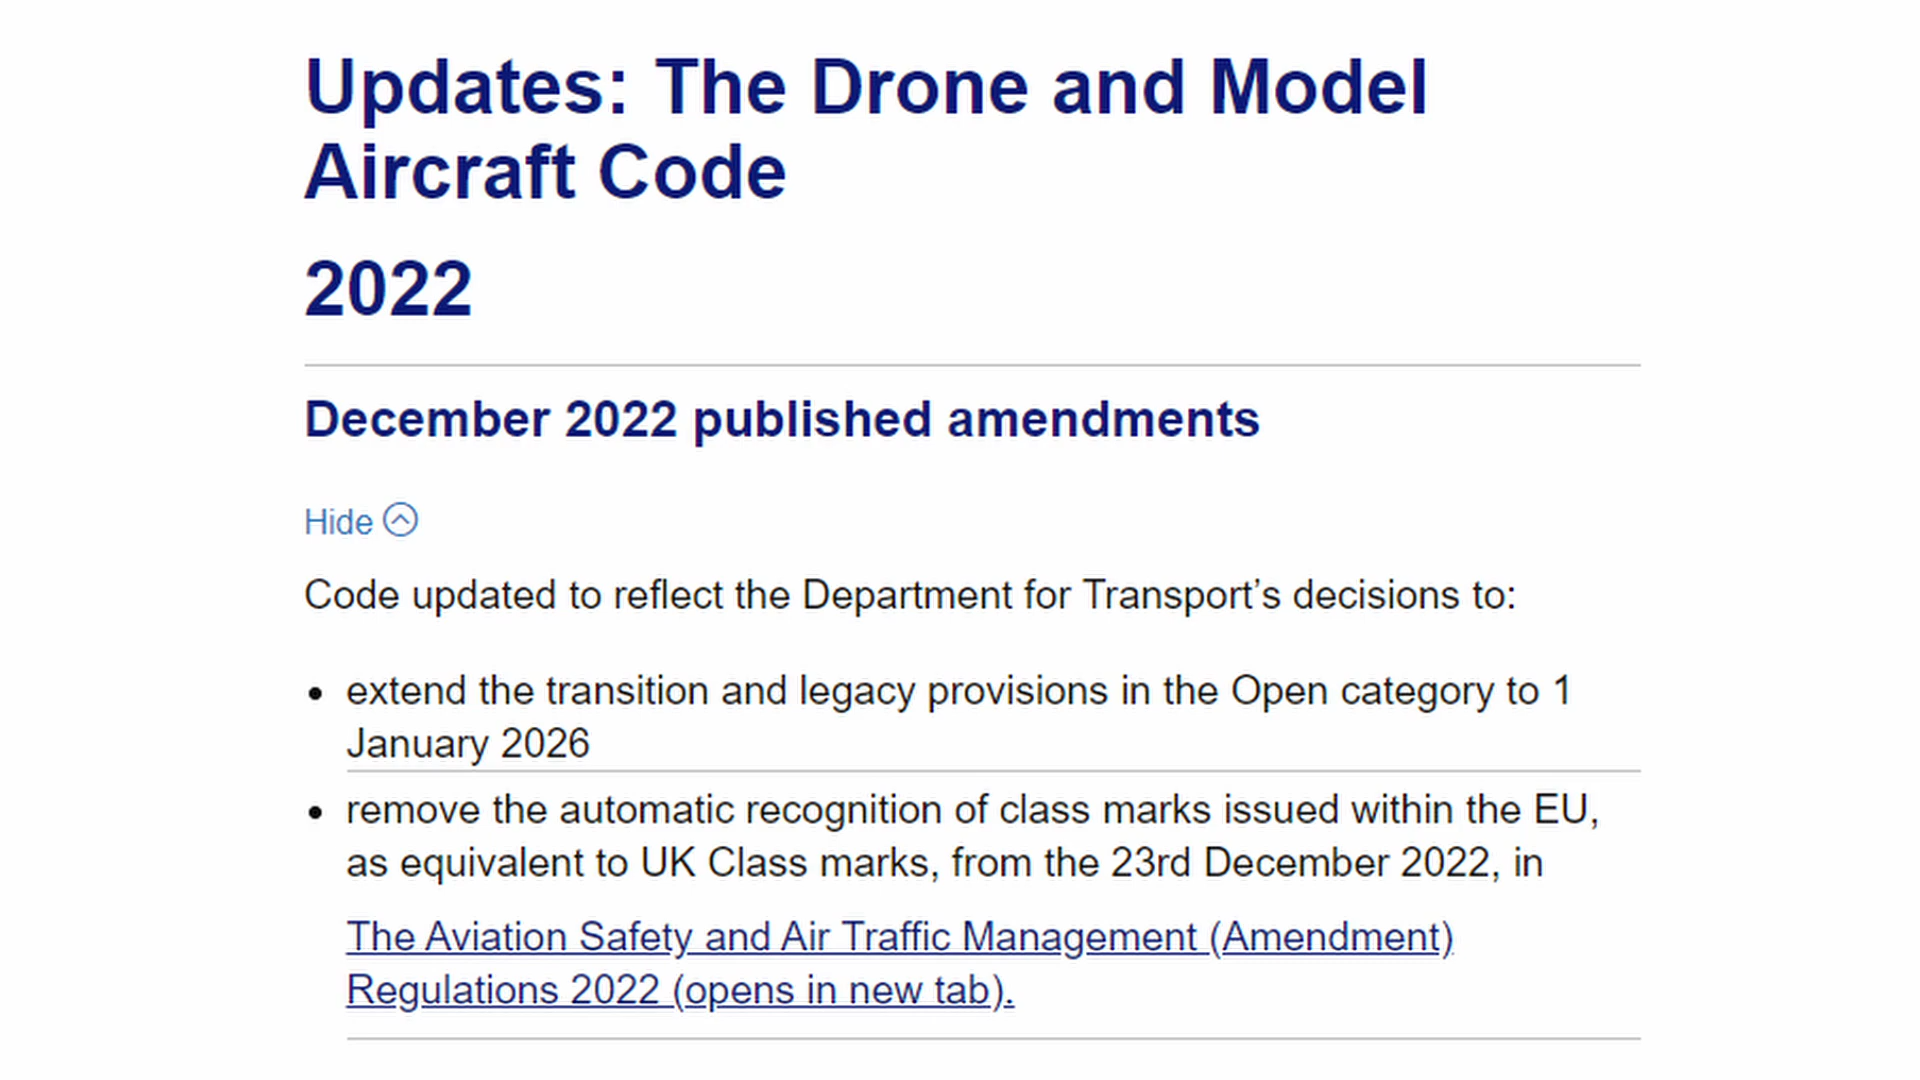 Updates: The Drone and Model
Aircraft Code
2022
December 2022 published amendments
Hide
Code updated to reflect the Department for Transport’s decisions to:
• extend the transition and legacy provisions in the Open category to 1
January 2026
• remove the automatic recognition of class marks issued within the EU,
as equivalent to UK Class marks, from the 23rd December 2022, in
The Aviation Safety and Air Traffic Management (Amendment)
Regulations 2022 (opens in new tab).